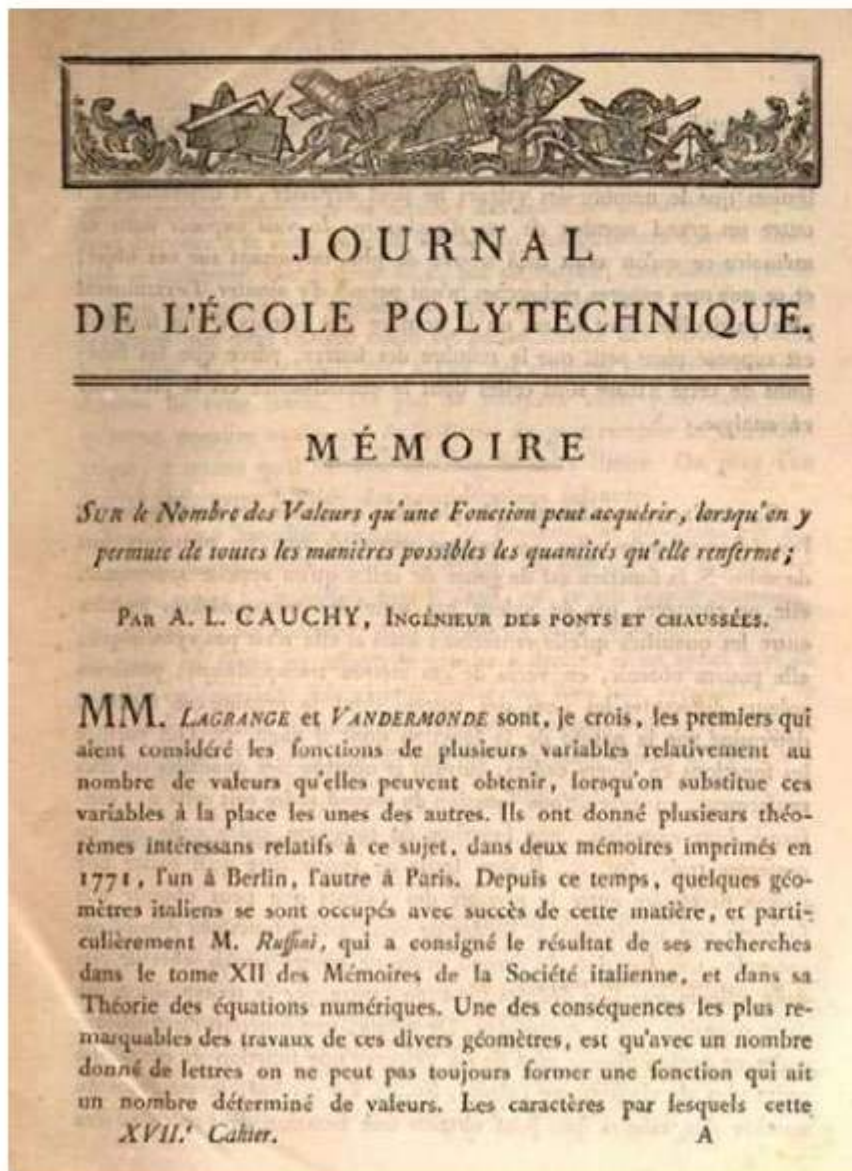 JOURNAL
DE L'ÉCOLE POLYTECHNIQUE.
MÉMOIRE
SUR le Nombre des Valeurs qu'une Fonction peut acquérir, lorsqu'on y
permute de toutes les manières possibles les quantités qu'elle renferme;
PAR A. L. CAUCHY, INGÉNIEUR DES PONTS ET CHAUSSÉES.
MM. LAGRANGE et VANDERMONDE sont, je crois, les premiers qui
aient considéré les fonctions de plusieurs variables relativement au
nombre de valeurs qu'elles peuvent obtenir, lorsqu'on substitue ces
variables à la place les unes des autres. Ils ont donné plusieurs théo-
rèmes intéressans relatifs à ce sujet, dans deux mémoires imprimés en
1771, l'un à Berlin, l'autre à Paris. Depuis ce temps, quelques géo-
mètres italiens se sont occupés avec succès de cette matière, et parti-
culièrement M. Ruffini, qui a consigné le résultat de ses recherches
dans le tome XII des Mémoires de la Société italienne, et dans sa
Théorie des équations numériques. Une des conséquences les plus re-
marquables des travaux de ces divers géomètres, est qu'avec un nombre
donné de lettres on ne peut pas toujours former une fonction qui ait
un nombre déterminé de valeurs. Les caractères par lesquels cette
XVII.e Cahier. A